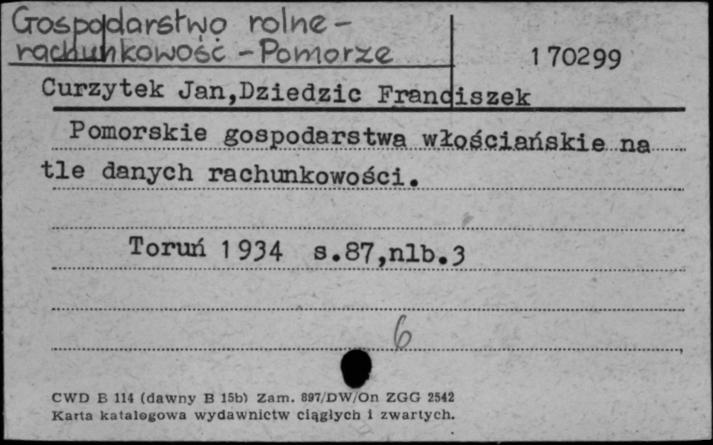 Gospodarstwo rolne -
rachunkowość - Pomorze
170299
Curzytek Jan,Dziedzic Franciszek
Pomorskie gospodarstwa włościańskie na
tle danych rachunkowości.
Toruń 1934 s.87,nlb.3
6
CWD B 114 (dawny B 15b) Zam. 897/DW/On ZGG 2542
Karta katalogowa wydawnictw ciągłych i zwartych.